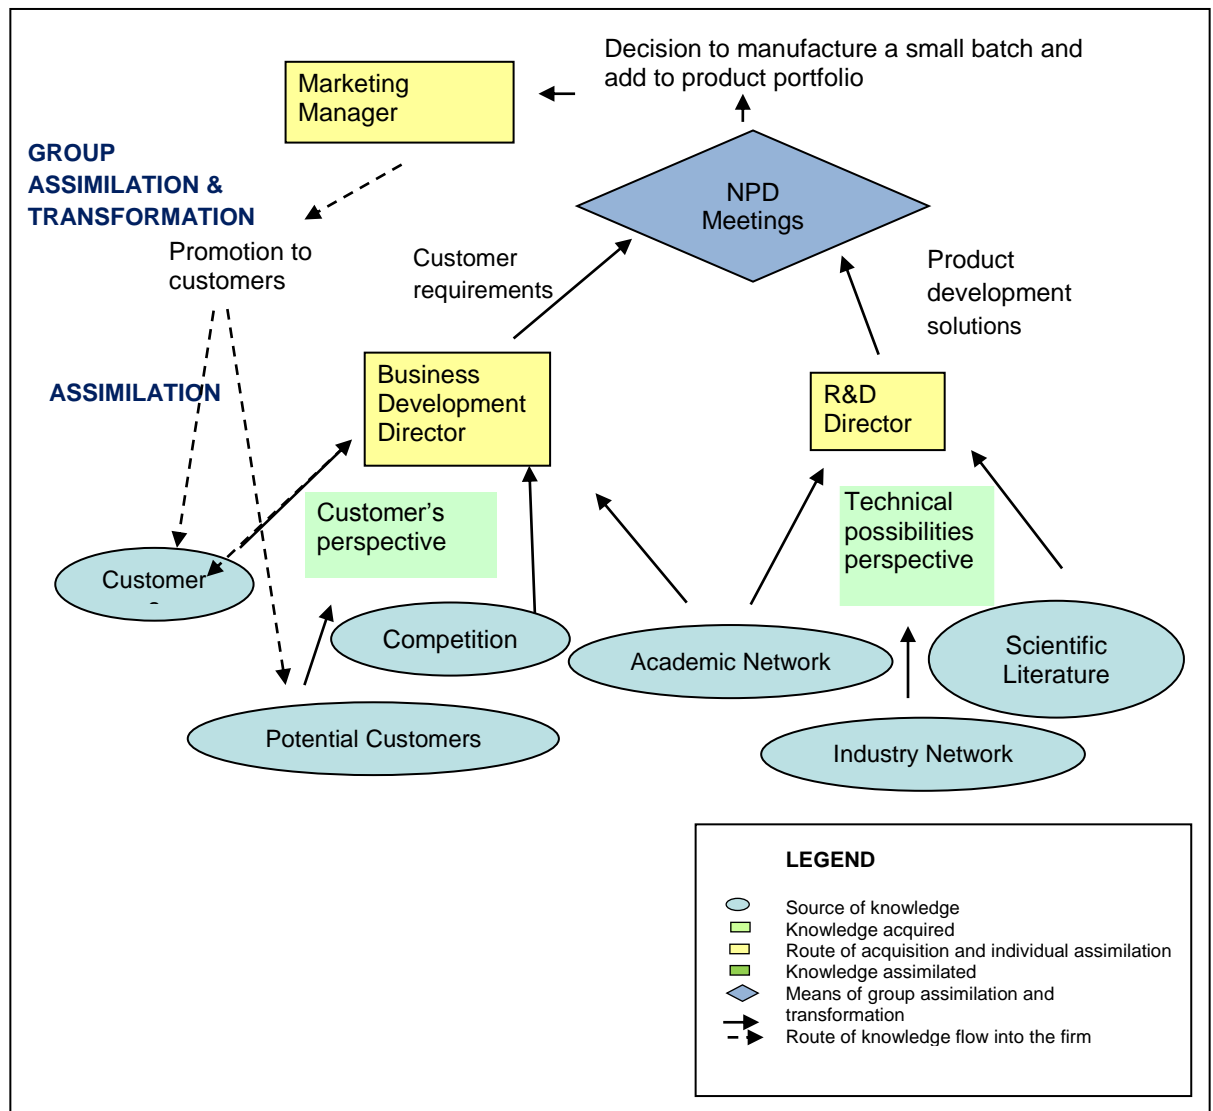 Decision to manufacture a small batch and
add to product portfolio
Marketing
Manager
GROUP
ASSIMILATION &
TRANSFORMATION
NPD
Meetings
Promotion to
customers
Customer
requirements
Product
development
solutions
ASSIMILATION
Business
Development
Director
R&D
Director
Customer's
perspective
Technical
possibilities
perspective
Customer
Competition
Academic Network
Scientific
Literature
Potential Customers
Industry Network
LEGEND
Source of knowledge
Knowledge acquired
Route of acquisition and individual assimilation
Knowledge assimilated
Means of group assimilation and
transformation
Route of knowledge flow into the firm